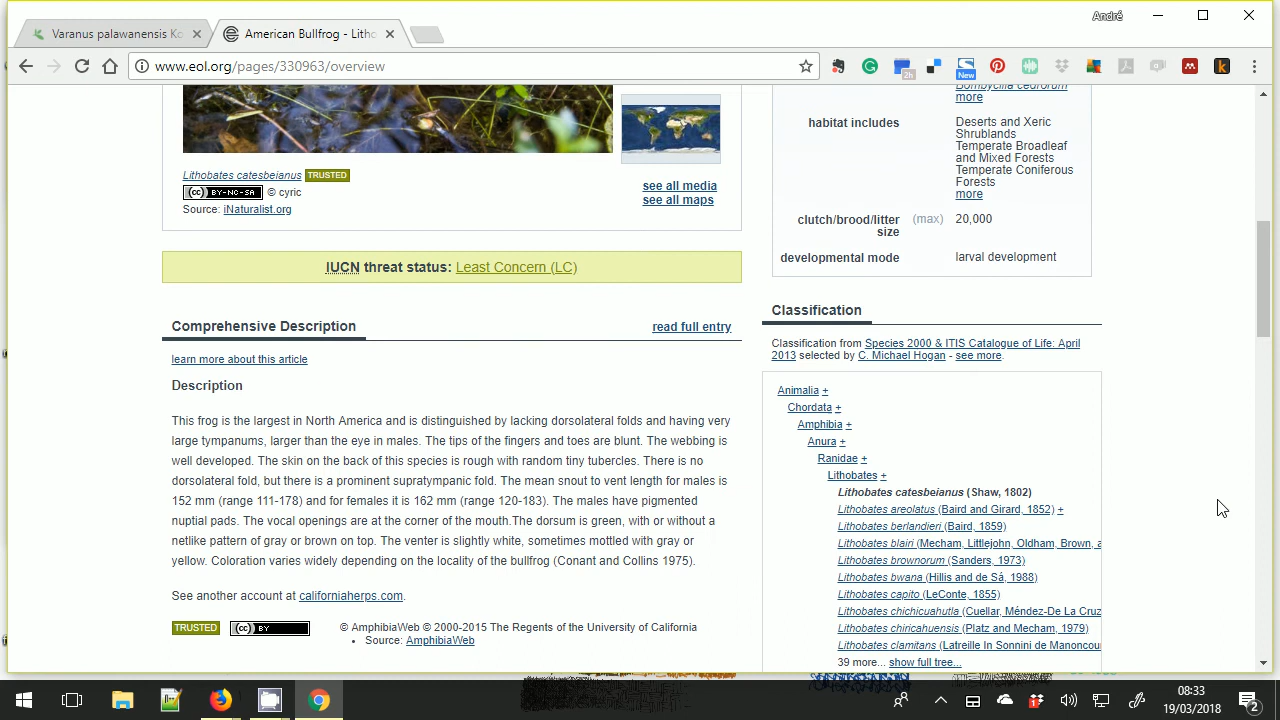 André
Varanus palawanensis Ko
American Bullfrog - Litho
www.eol.org/pages/330963/overview
2h
New
Bombycilla cedrorum
more
habitat includes
Deserts and Xeric
Shrublands
Temperate Broadleaf
and Mixed Forests
Temperate Coniferous
Forests
more
clutch/brood/litter
size
(max)
20,000
developmental mode
larval development
Lithobates catesbeianus TRUSTED
(cc) BY-NC-SA © cyric
Source: iNaturalist.org
see all media
see all maps
IUCN threat status: Least Concern (LC)
Comprehensive Description
read full entry
learn more about this article
Description
This frog is the largest in North America and is distinguished by lacking dorsolateral folds and having very
large tympanums, larger than the eye in males. The tips of the fingers and toes are blunt. The webbing is
well developed. The skin on the back of this species is rough with random tiny tubercles. There is no
dorsolateral fold, but there is a prominent supratympanic fold. The mean snout to vent length for males is
152 mm (range 111-178) and for females it is 162 mm (range 120-183). The males have pigmented
nuptial pads. The vocal openings are at the corner of the mouth.The dorsum is green, with or without a
netlike pattern of gray or brown on top. The venter is slightly white, sometimes mottled with gray or
yellow. Coloration varies widely depending on the locality of the bullfrog (Conant and Collins 1975).
See another account at californiaherps.com.
TRUSTED
(cc) BY
© AmphibiaWeb © 2000-2015 The Regents of the University of California
• Source: AmphibiaWeb
Classification
Classification from Species 2000 & ITIS Catalogue of Life: April
2013 selected by C. Michael Hogan - see more.
Animalia +
Chordata +
Amphibia +
Anura +
Ranidae +
Lithobates +
Lithobates catesbeianus (Shaw, 1802)
Lithobates areolatus (Baird and Girard, 1852) +
Lithobates berlandieri (Baird, 1859)
Lithobates blairi (Mecham, Littlejohn, Oldham, Brown, a
Lithobates brownorum (Sanders, 1973)
Lithobates bwana (Hillis and de Sá, 1988)
Lithobates capito (LeConte, 1855)
Lithobates chichicuahutla (Cuellar, Méndez-De La Cruz
Lithobates chiricahuensis (Platz and Mecham, 1979)
Lithobates clamitans (Latreille In Sonnini de Manoncou
39 more... show full tree...
08:33
19/03/2018
2